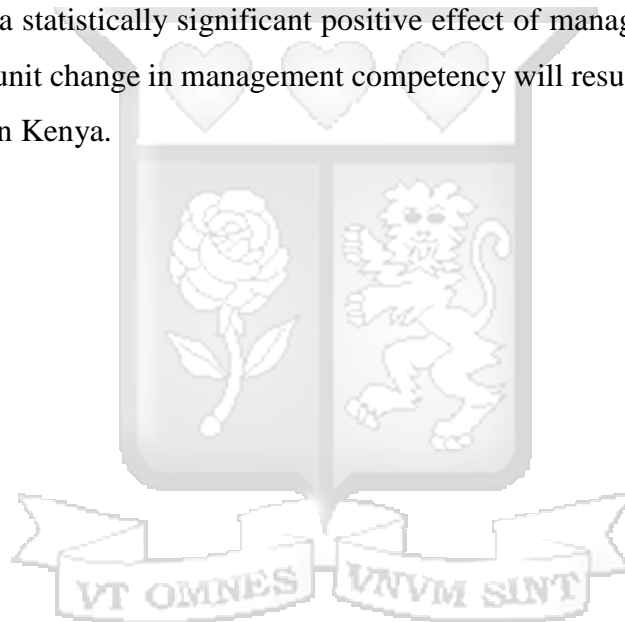 a statistically significant positive effect of manag
unit change in management competency will resu
n Kenya.
VT OMNES VNVM SINT